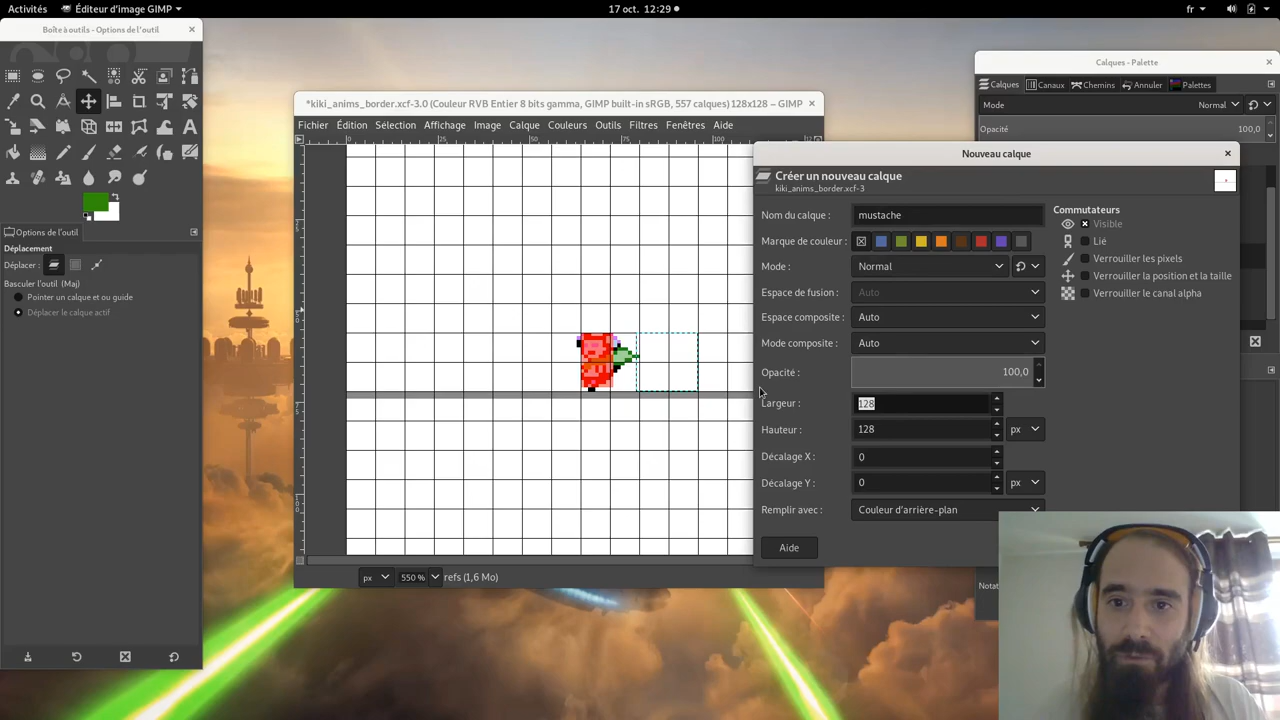 Activités
Éditeur d'image GIMP
17 oct. 12:29
fr
Boîte à outils - Options de l'outil
Options de l'outil
Déplacement
Déplacer :
Basculer l'outil (Maj)
Pointer un calque et ou guide
Déplacer le calque actif
*kiki_anims_border.xcf-3.0 (Couleur RVB Entier 8 bits gamma, GIMP built-in sRGB, 557 calques) 128x128 – GIMP
Fichier Édition Sélection Affichage Image Calque Couleurs Outils Filtres Fenêtres Aide
0 25 50 75 100
px 550 % refs (1,6 Mo)
Calques - Palette
Calques Canaux Chemins Annuler Palettes
Mode Normal
Opacité 100,0
Nouveau calque
Créer un nouveau calque
kiki_anims_border.xcf-3
Nom du calque : mustache
Marque de couleur :
Mode : Normal
Espace de fusion : Auto
Espace composite : Auto
Mode composite : Auto
Opacité : 100,0
Largeur : 128
Hauteur : 128 px
Décalage X : 0
Décalage Y : 0 px
Remplir avec : Couleur d'arrière-plan
Aide
Commutateurs
Visible
Lié
Verrouiller les pixels
Verrouiller la position et la taille
Verrouiller le canal alpha